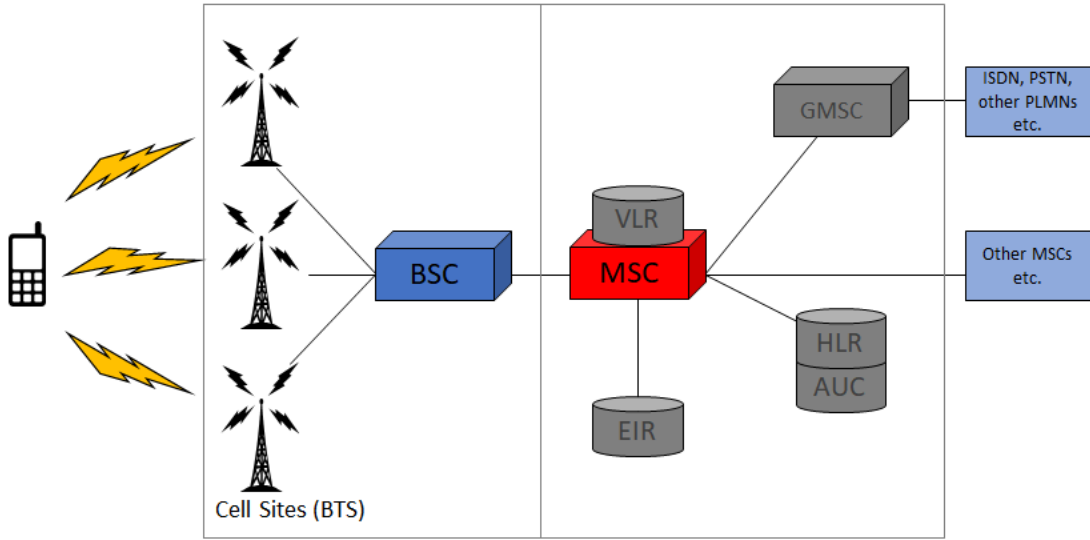 ISDN, PSTN,
other PLMNs
etc.
GMSC
VLR
BSC
MSC
Other MSCs
etc.
HLR
AUC
EIR
Cell Sites (BTS)